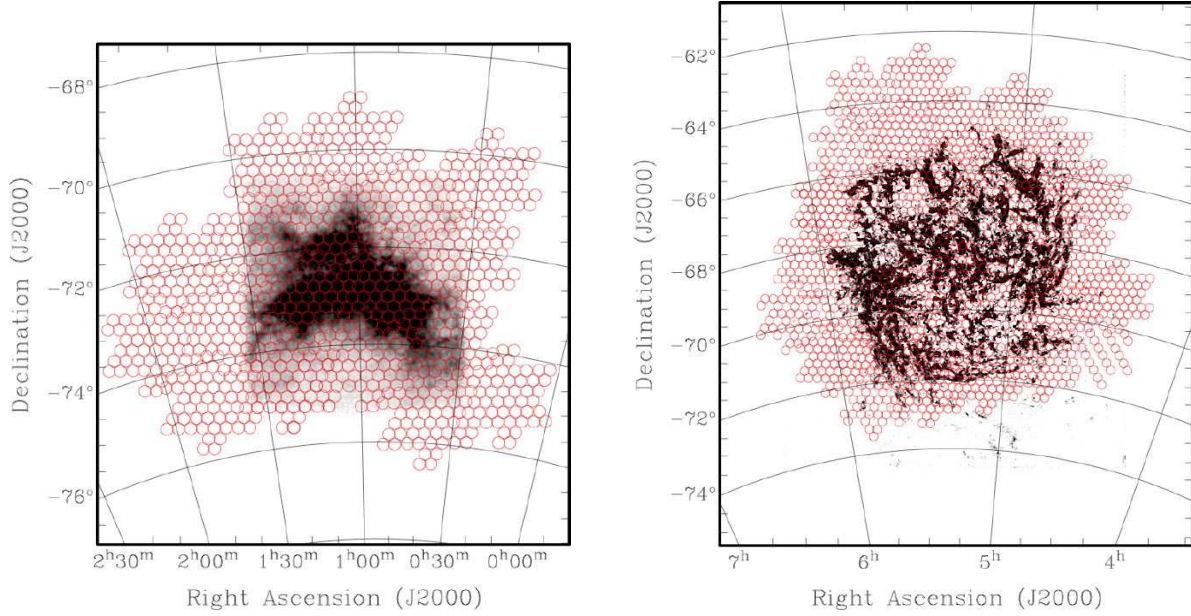 −68°
−70°
−72°
−74°
−76°
Declination (J2000)
2ʰ30ᵐ 2ʰ00ᵐ 1ʰ30ᵐ 1ʰ00ᵐ 0ʰ30ᵐ 0ʰ00ᵐ
Right Ascension (J2000)
−62°
−64°
−66°
−68°
−70°
−72°
−74°
Declination (J2000)
7ʰ 6ʰ 5ʰ 4ʰ
Right Ascension (J2000)